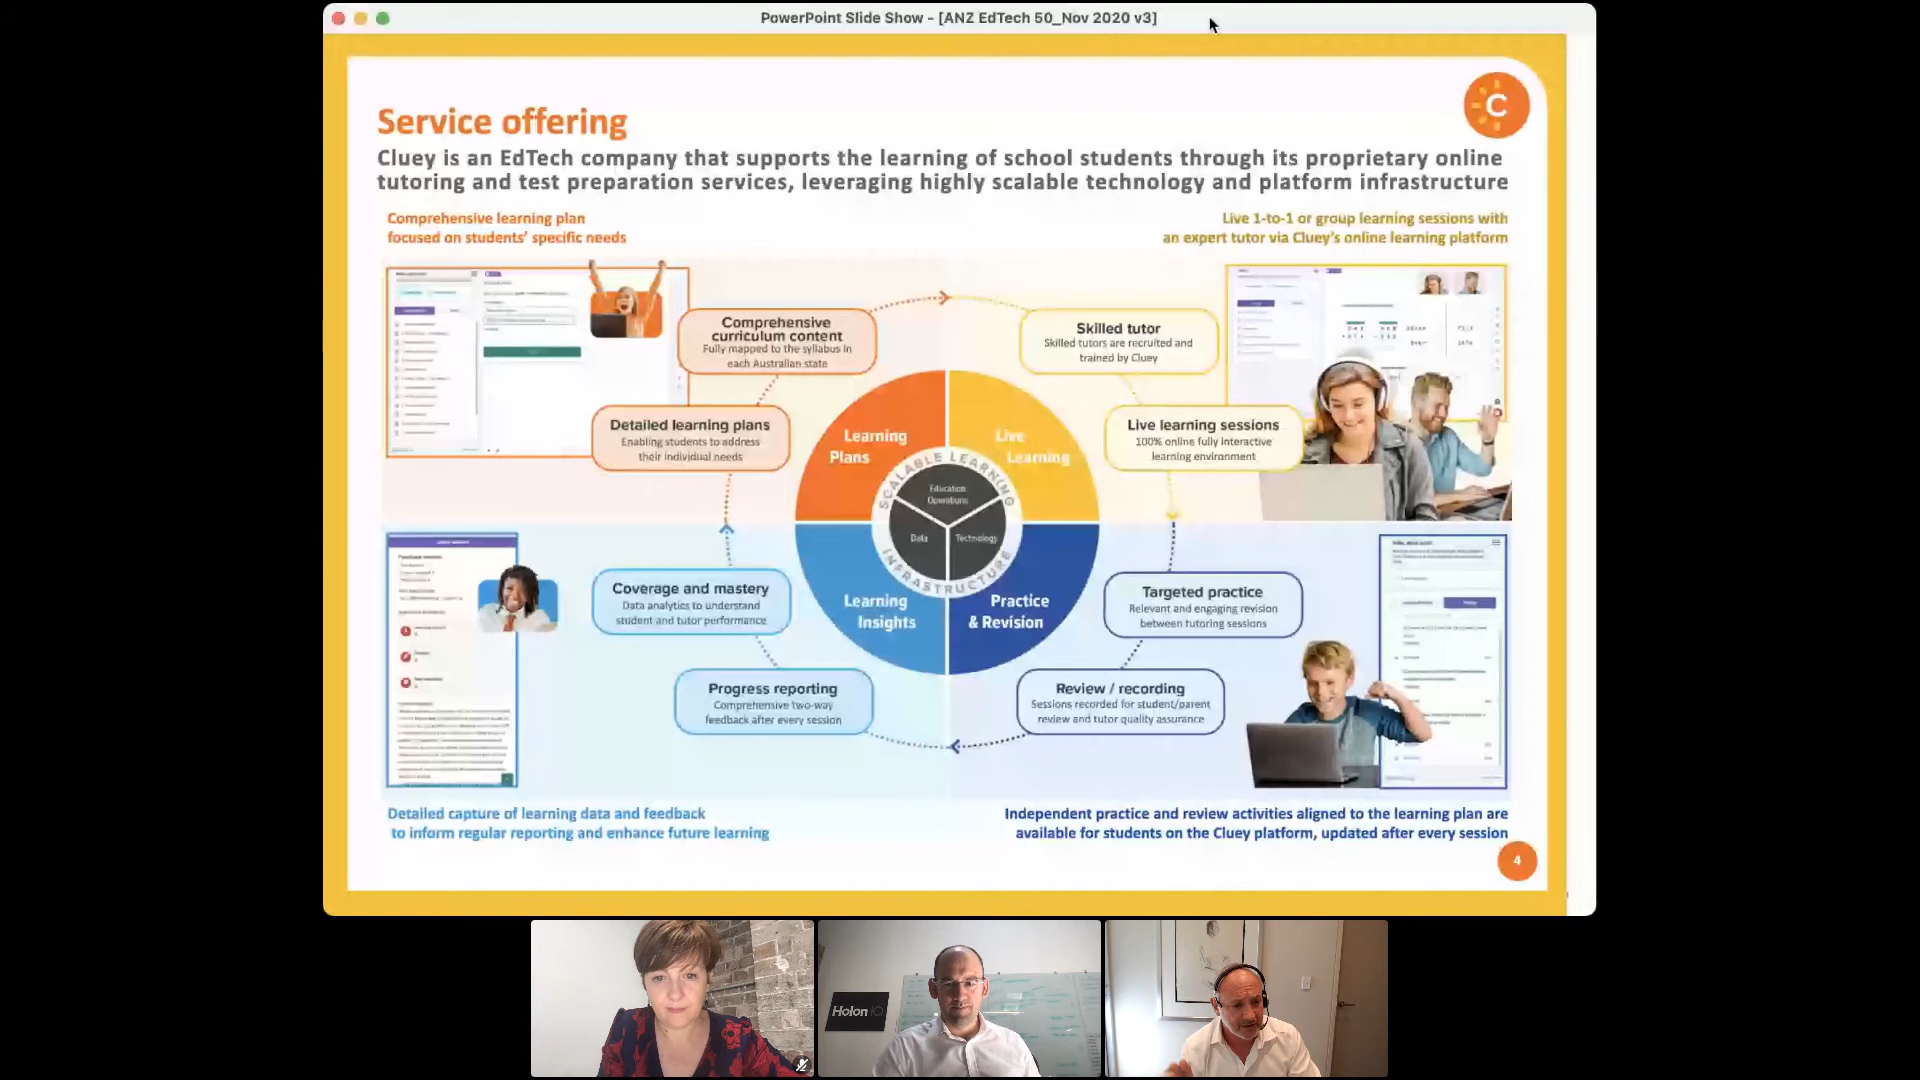 PowerPoint Slide Show - [ANZ EdTech 50_Nov 2020 v3]
C
Service offering
Cluey is an EdTech company that supports the learning of school students through its proprietary online
tutoring and test preparation services, leveraging highly scalable technology and platform infrastructure
Comprehensive learning plan
focused on students' specific needs
Live 1-to-1 or group learning sessions with
an expert tutor via Cluey's online learning platform
Comprehensive
curriculum content
Fully mapped to the syllabus in
each Australian state
Skilled tutor
Skilled tutors are recruited and
trained by Cluey
Detailed learning plans
Enabling students to address
their individual needs
Live learning sessions
100% online fully interactive
learning environment
Learning
Plans
Live
Learning
SCALABLE LEARNING
Education
Operations
Data
Technology
INFRASTRUCTURE
Learning
Insights
Practice
& Revision
Coverage and mastery
Data analytics to understand
student and tutor performance
Targeted practice
Relevant and engaging revision
between tutoring sessions
Progress reporting
Comprehensive two-way
feedback after every session
Review / recording
Sessions recorded for student/parent
review and tutor quality assurance
Detailed capture of learning data and feedback
to inform regular reporting and enhance future learning
Independent practice and review activities aligned to the learning plan are
available for students on the Cluey platform, updated after every session
4
Holon IQ